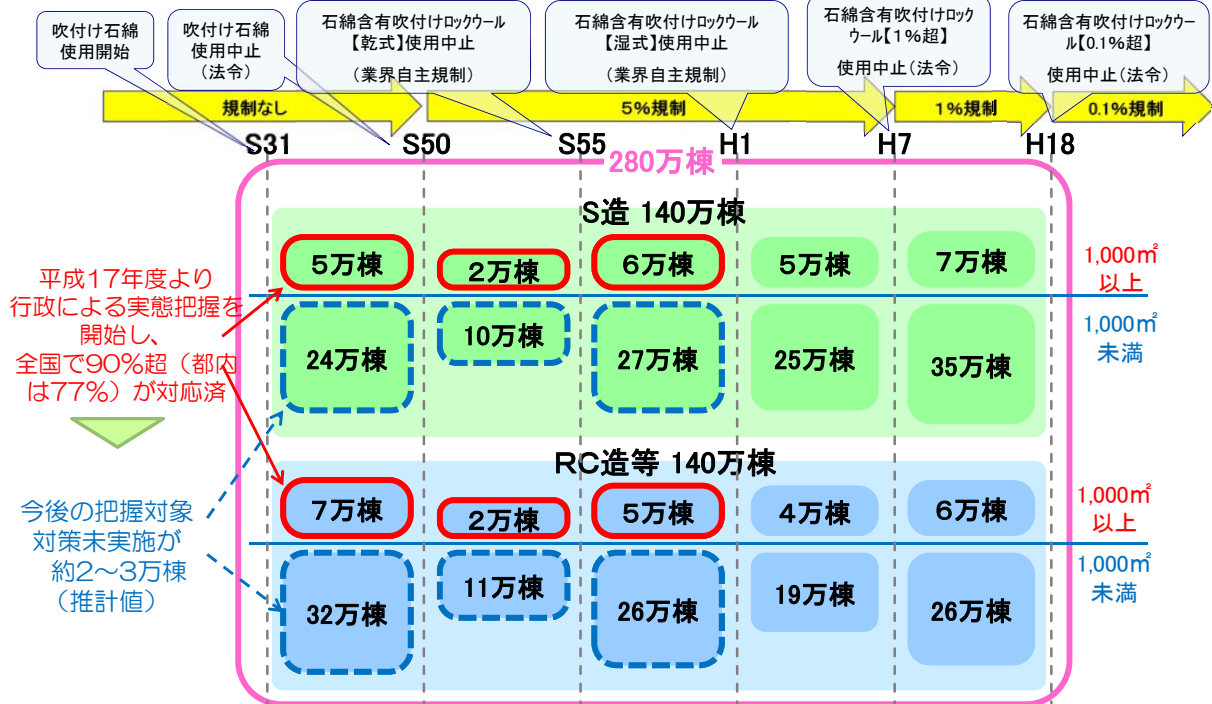 吹付け石綿
使用開始
吹付け石綿
使用中止
(法令)
石綿含有吹付けロックウール
【乾式】使用中止
(業界自主規制)
石綿含有吹付けロックウール
【湿式】使用中止
(業界自主規制)
石綿含有吹付けロック
ウール【1%超】
使用中止(法令)
石綿含有吹付けロックウー
ル【0.1%超】
使用中止(法令)
規制なし
5%規制
1%規制
0.1%規制
S31
S50
S55
H1
H7
H18
280万棟
S造 140万棟
5万棟
2万棟
6万棟
5万棟
7万棟
1,000㎡
以上
24万棟
10万棟
27万棟
25万棟
35万棟
1,000㎡
未満
平成17年度より
行政による実態把握を
開始し、
全国で90%超(都内
は77%)が対応済
RC造等 140万棟
7万棟
2万棟
5万棟
4万棟
6万棟
1,000㎡
以上
32万棟
11万棟
26万棟
19万棟
26万棟
1,000㎡
未満
今後の把握対象
対策未実施が
約2~3万棟
(推計値)